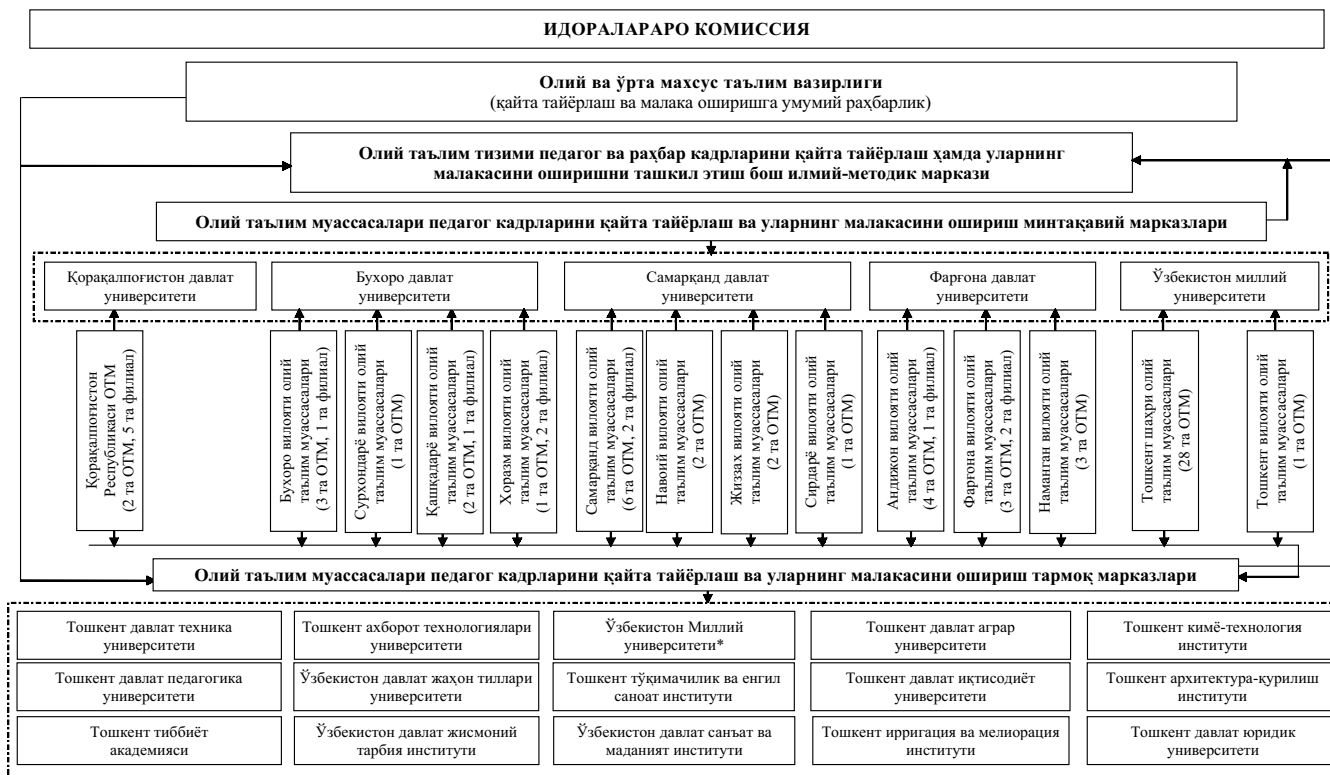 ИДОРАЛАРАРО КОМИССИЯ
Олий ва ўрта махсус таълим вазирлиги
(қайта тайёрлаш ва малака оширишга умумий раҳбарлик)
Олий таълим тизими педагог ва раҳбар кадрларини қайта тайёрлаш ҳамда уларнинг
малакасини оширишни ташкил этиш бош илмий-методик маркази
Олий таълим муассасалари педагог кадрларини қайта тайёрлаш ва уларнинг малакасини ошириш минтақавий марказлари
Қорақалпоғистон давлат
университети
Бухоро давлат
университети
Самарқанд давлат
университети
Фарғона давлат
университети
Ўзбекистон миллий
университети
Қорақалпоғистон
Республикаси ОТМ
(2 та ОТМ, 5 та филиал)
Бухоро вилояти олий
таълим муассасалари
(3 та ОТМ, 1 та филиал)
Сурхондарё вилояти олий
таълим муассасалари
(1 та ОТМ)
Қашқадарё вилояти олий
таълим муассасалари
(2 та ОТМ, 1 та филиал)
Хоразм вилояти олий
таълим муассасалари
(1 та ОТМ, 2 та филиал)
Самарқанд вилояти олий
таълим муассасалари
(6 та ОТМ, 2 та филиал)
Навоий вилояти олий
таълим муассасалари
(2 та ОТМ)
Жиззах вилояти олий
таълим муассасалари
(2 та ОТМ)
Сирдарё вилояти олий
таълим муассасалари
(1 та ОТМ)
Андижон вилояти олий
таълим муассасалари
(4 та ОТМ, 1 та филиал)
Фарғона вилояти олий
таълим муассасалари
(3 та ОТМ, 2 та филиал)
Наманган вилояти олий
таълим муассасалари
(3 та ОТМ)
Тошкент шаҳри олий
таълим муассасалари
(28 та ОТМ)
Тошкент вилояти олий
таълим муассасалари
(1 та ОТМ)
Олий таълим муассасалари педагог кадрларини қайта тайёрлаш ва уларнинг малакасини ошириш тармоқ марказлари
Тошкент давлат техника
университети
Тошкент ахборот технологиялари
университети
Ўзбекистон Миллий
университети*
Тошкент давлат аграр
университети
Тошкент кимё-технология
институти
Тошкент давлат педагогика
университети
Ўзбекистон давлат жаҳон тиллари
университети
Тошкент тўқимачилик ва енгил
саноат институти
Тошкент давлат иқтисодиёт
университети
Тошкент архитектура-қурилиш
институти
Тошкент тиббиёт
академияси
Ўзбекистон давлат жисмоний
тарбия институти
Ўзбекистон давлат санъат ва
маданият институти
Тошкент ирригация ва мелиорация
институти
Тошкент давлат юридик
университети